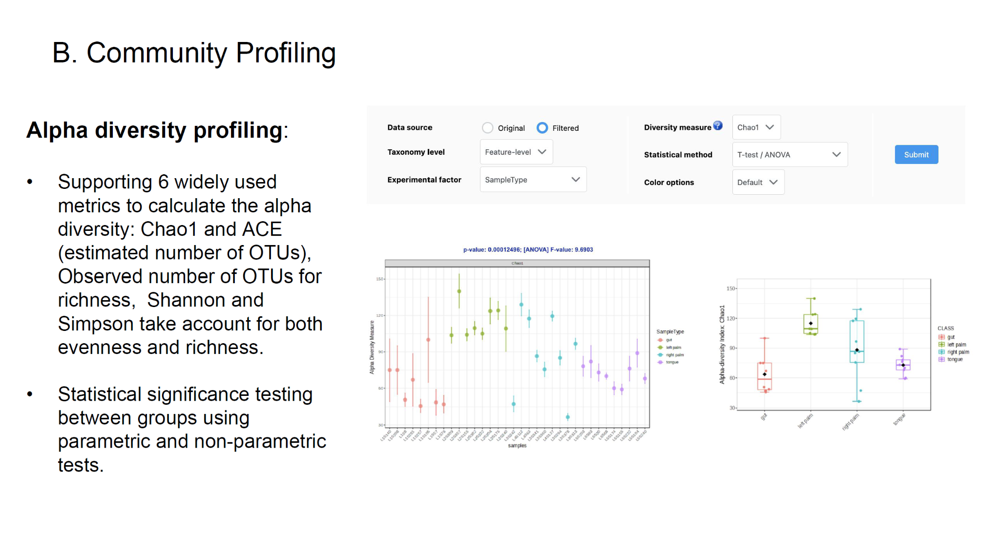 B. Community Profiling
Alpha diversity profiling:
• Supporting 6 widely used
metrics to calculate the alpha
diversity: Chao1 and ACE
(estimated number of OTUs),
Observed number of OTUs for
richness,  Shannon and
Simpson take account for both
evenness and richness.
• Statistical significance testing
between groups using
parametric and non-parametric
tests.
Data source Original Filtered
Taxonomy level Feature-level
Experimental factor SampleType
Diversity measure ? Chao1
Statistical method T-test / ANOVA
Color options Default
Submit
p-value: 0.00012496; [ANOVA] F-value: 9.6903
Chao1
Alpha Diversity Measure
150
120
90
60
30
samples
SampleType
gut
left palm
right palm
tongue
Alpha-diversity Index: Chao1
150
120
90
60
30
gut
left palm
right palm
tongue
CLASS
gut
left palm
right palm
tongue